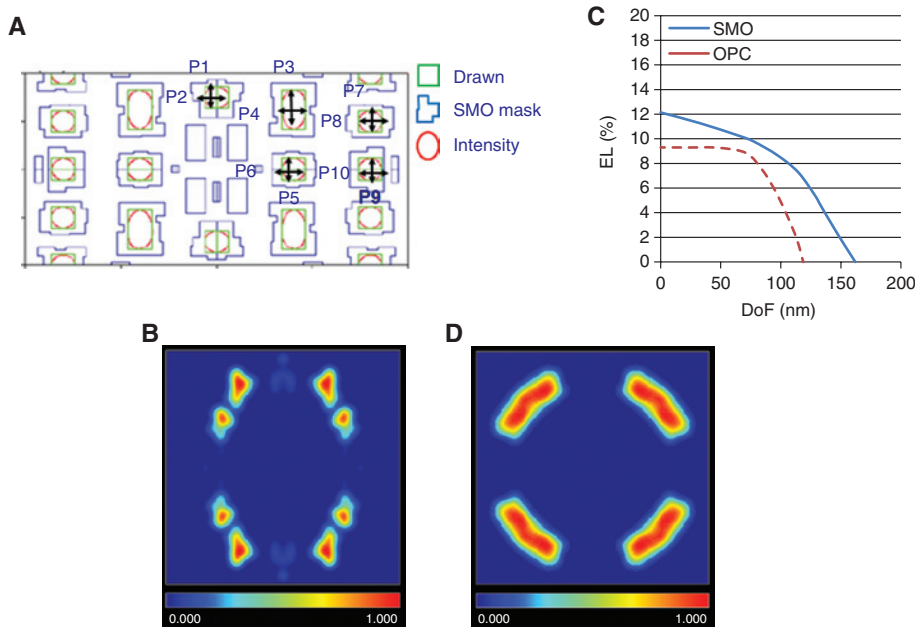 A
P1
P3
P7
P2
P4
P8
P6
P10
P5
P9
Drawn
SMO mask
Intensity
C
20
18
16
14
12
10
8
6
4
2
0
EL (%)
SMO
OPC
0
50
100
150
200
DoF (nm)
B
0.000
1.000
D
0.000
1.000